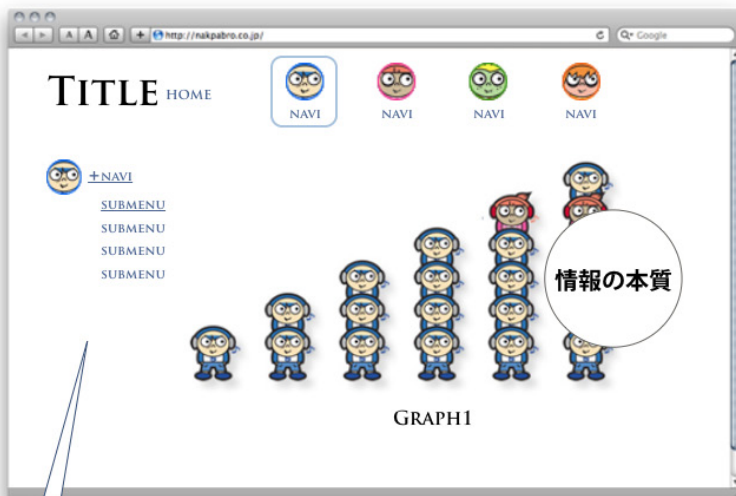 A A
http://nakpabro.co.jp/
Google
TITLE HOME
NAVI NAVI NAVI NAVI
+NAVI
SUBMENU
SUBMENU
SUBMENU
SUBMENU
情報の本質
GRAPH1